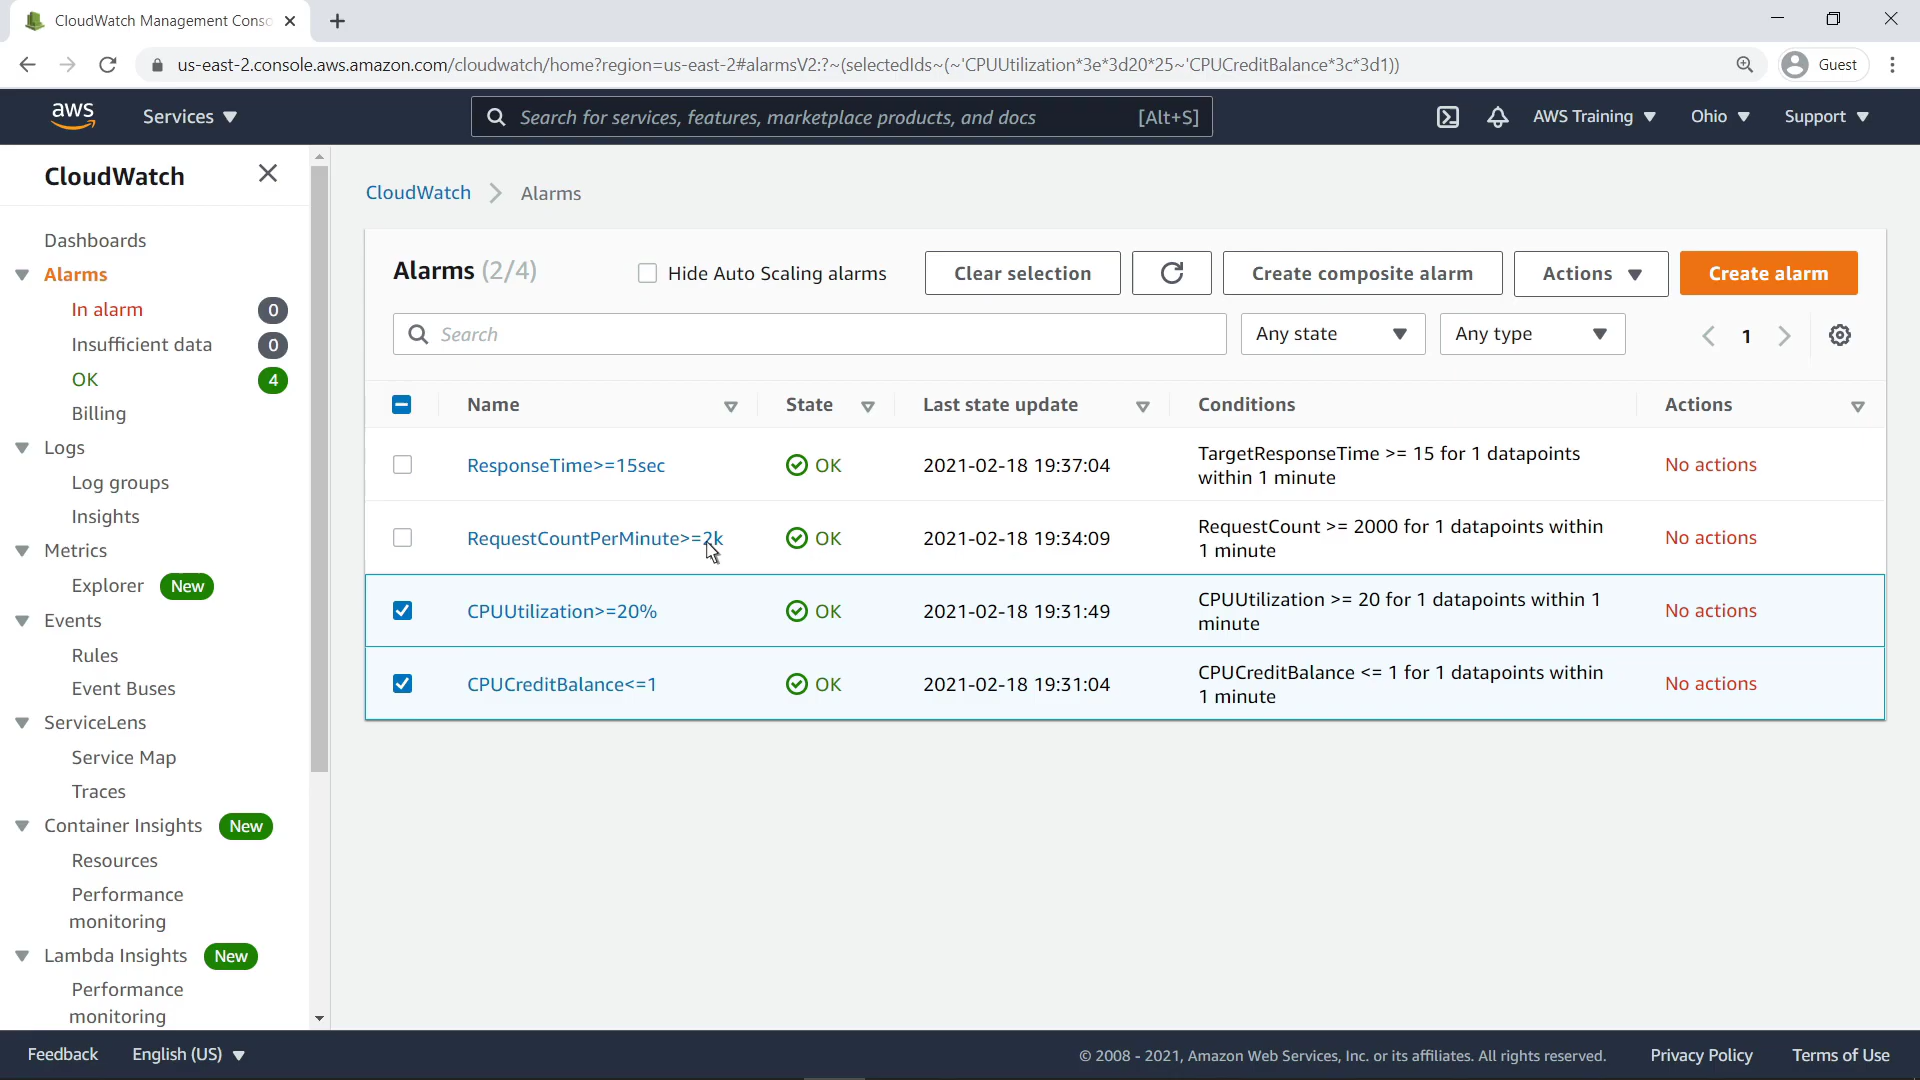 CloudWatch Management Conso
us-east-2.console.aws.amazon.com/cloudwatch/home?region=us-east-2#alarmsV2:?~(selectedIds~(~'CPUUtilization*3e*3d20*25~'CPUCreditBalance*3c*3d1))
Guest
aws
Services
Search for services, features, marketplace products, and docs
[Alt+S]
AWS Training
Ohio
Support
CloudWatch
Dashboards
Alarms
In alarm 0
Insufficient data 0
OK 4
Billing
Logs
Log groups
Insights
Metrics
Explorer New
Events
Rules
Event Buses
ServiceLens
Service Map
Traces
Container Insights New
Resources
Performance
monitoring
Lambda Insights New
Performance
monitoring
CloudWatch > Alarms
Alarms (2/4)
Hide Auto Scaling alarms
Clear selection
Create composite alarm
Actions
Create alarm
Search
Any state
Any type
1
Name State Last state update Conditions Actions
ResponseTime>=15sec OK 2021-02-18 19:37:04 TargetResponseTime >= 15 for 1 datapoints No actions
within 1 minute
RequestCountPerMinute>=2k OK 2021-02-18 19:34:09 RequestCount >= 2000 for 1 datapoints within No actions
1 minute
CPUUtilization>=20% OK 2021-02-18 19:31:49 CPUUtilization >= 20 for 1 datapoints within 1 No actions
minute
CPUCreditBalance<=1 OK 2021-02-18 19:31:04 CPUCreditBalance <= 1 for 1 datapoints within No actions
1 minute
Feedback
English (US)
© 2008 - 2021, Amazon Web Services, Inc. or its affiliates. All rights reserved.
Privacy Policy
Terms of Use